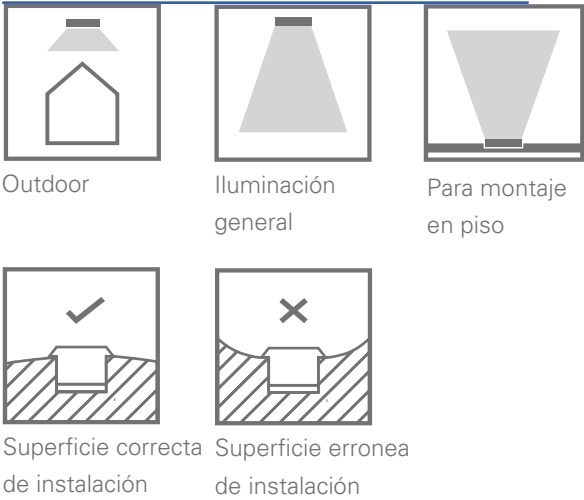 Outdoor
Iluminación
general
Para montaje
en piso
Superficie correcta
de instalación
Superficie erronea
de instalación